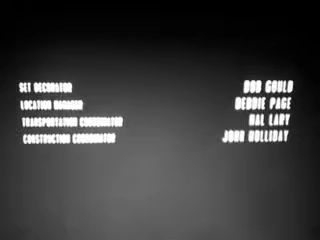 SET DECORATOR BOB GOULD
LOCATION MANAGER DEBBIE PAGE
TRANSPORTATION COORDINATOR HAL LARY
CONSTRUCTION COORDINATOR JOHN HOLLIDAY